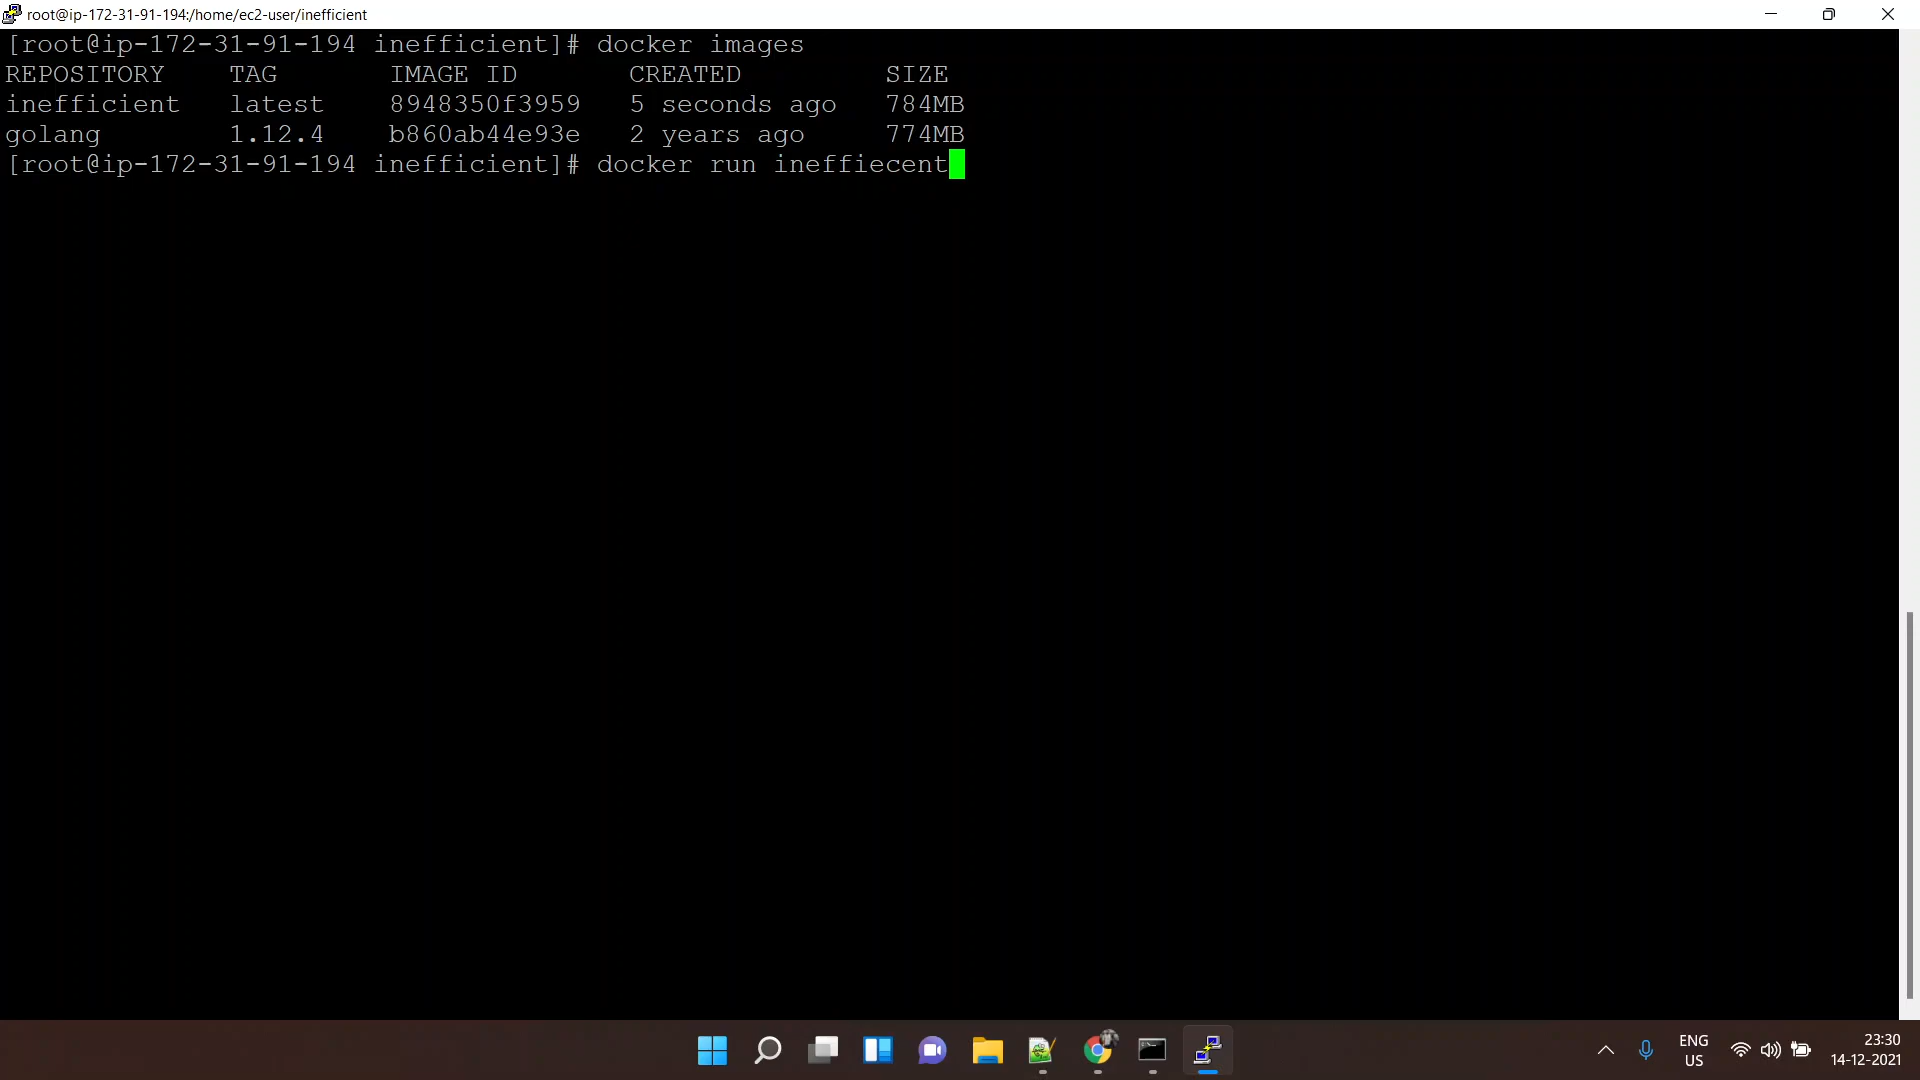 root@ip-172-31-91-194:/home/ec2-user/inefficient
[root@ip-172-31-91-194 inefficient]# docker images
REPOSITORY TAG IMAGE ID CREATED SIZE
inefficient latest 8948350f3959 5 seconds ago 784MB
golang 1.12.4 b860ab44e93e 2 years ago 774MB
[root@ip-172-31-91-194 inefficient]# docker run ineffiecent
ENG
US
23:30
14-12-2021